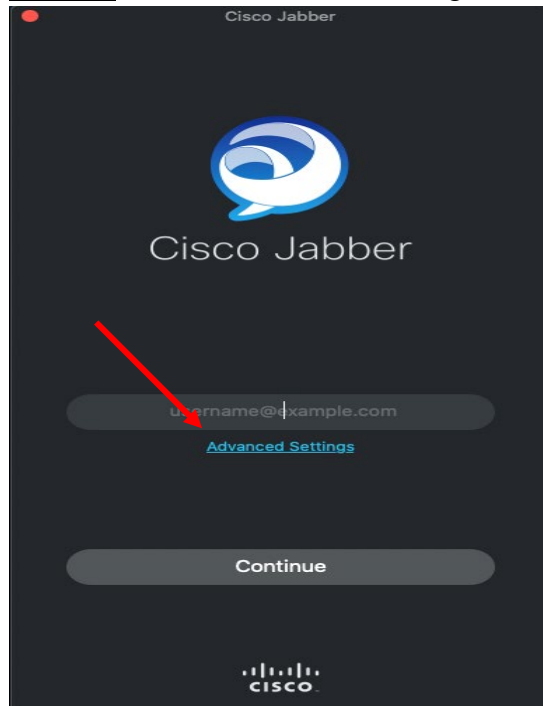 Cisco Jabber
Cisco Jabber
username@example.com
Advanced Settings
Continue
CISCO